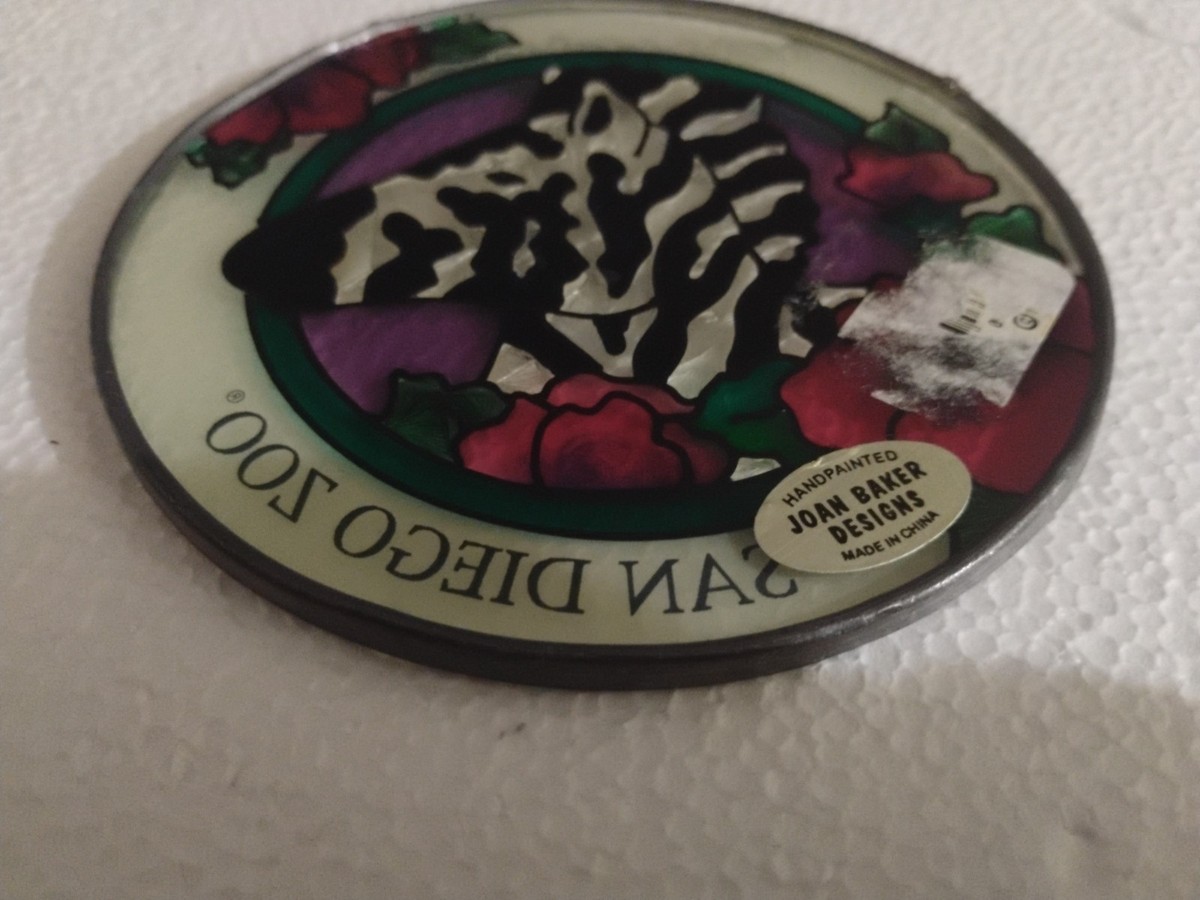 SAN DIEGO ZOO®
HANDPAINTED
JOAN BAKER
DESIGNS
MADE IN CHINA